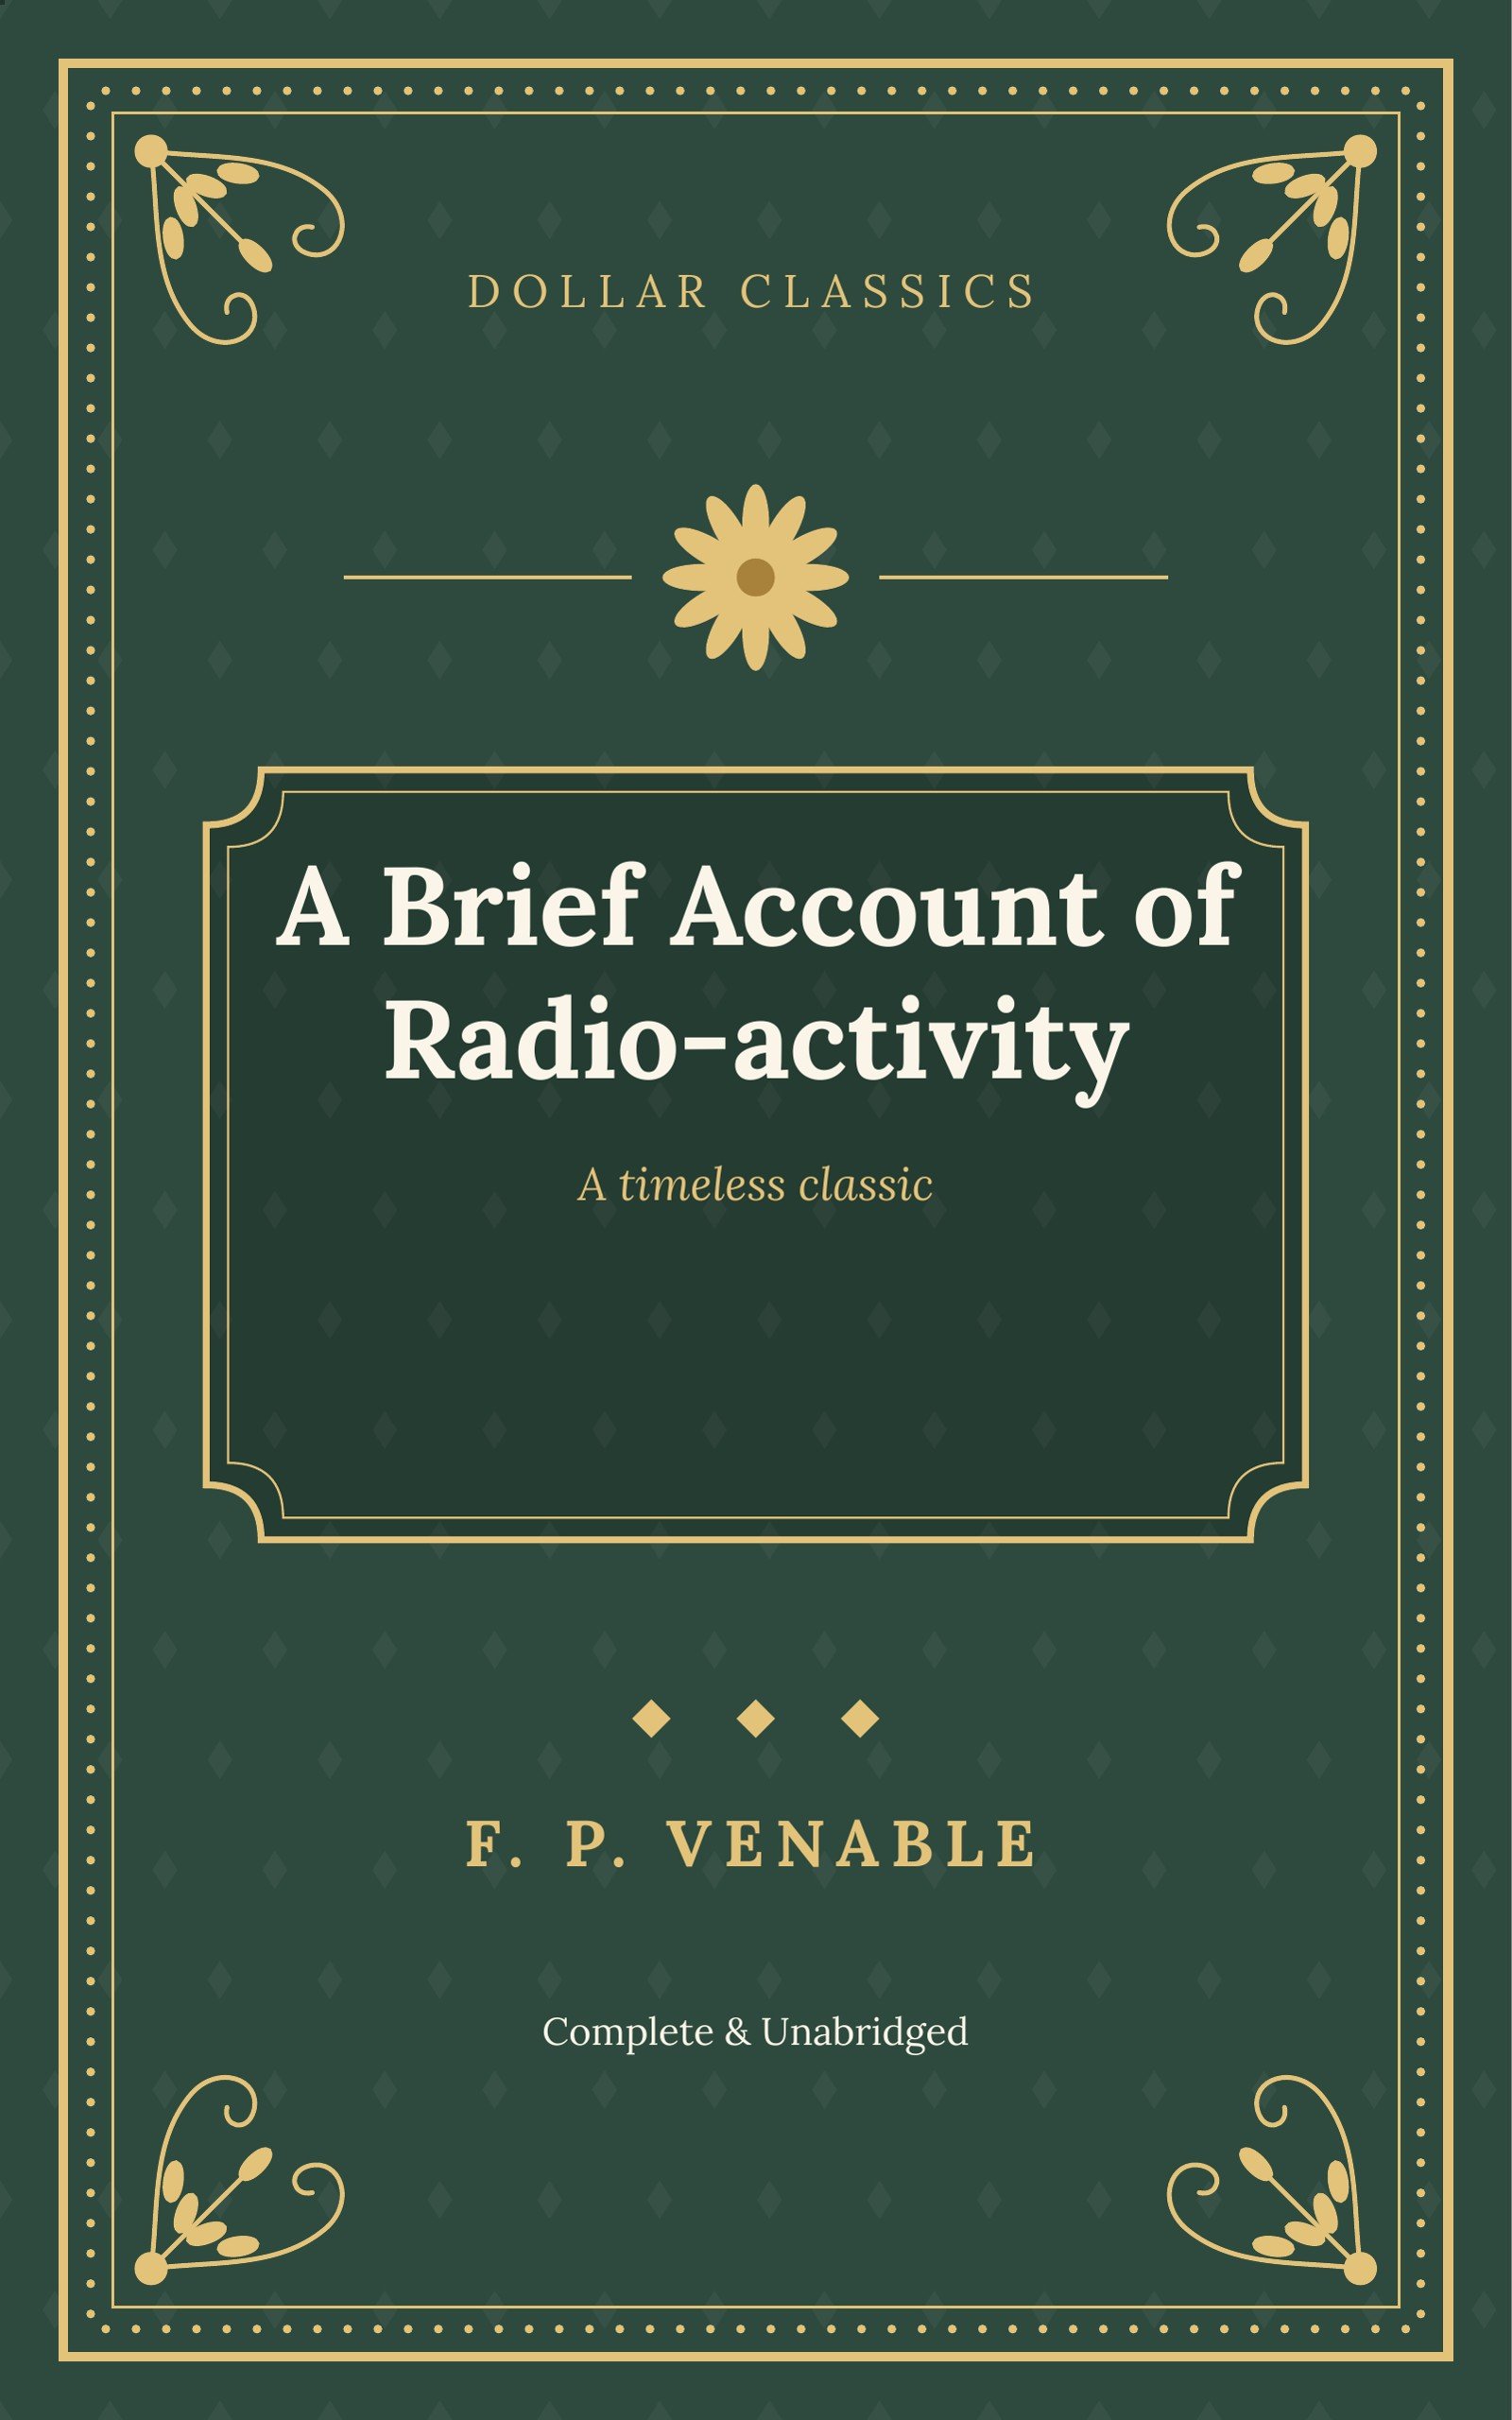 DOLLAR CLASSICS
A Brief Account of
Radio-activity
A timeless classic
F. P. VENABLE
Complete & Unabridged